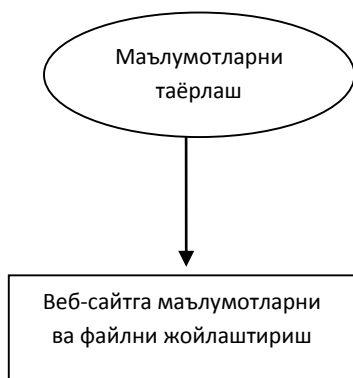 Маълумотларни
таёрлаш
Веб-сайтга маълумотларни
ва файлни жойлаштириш